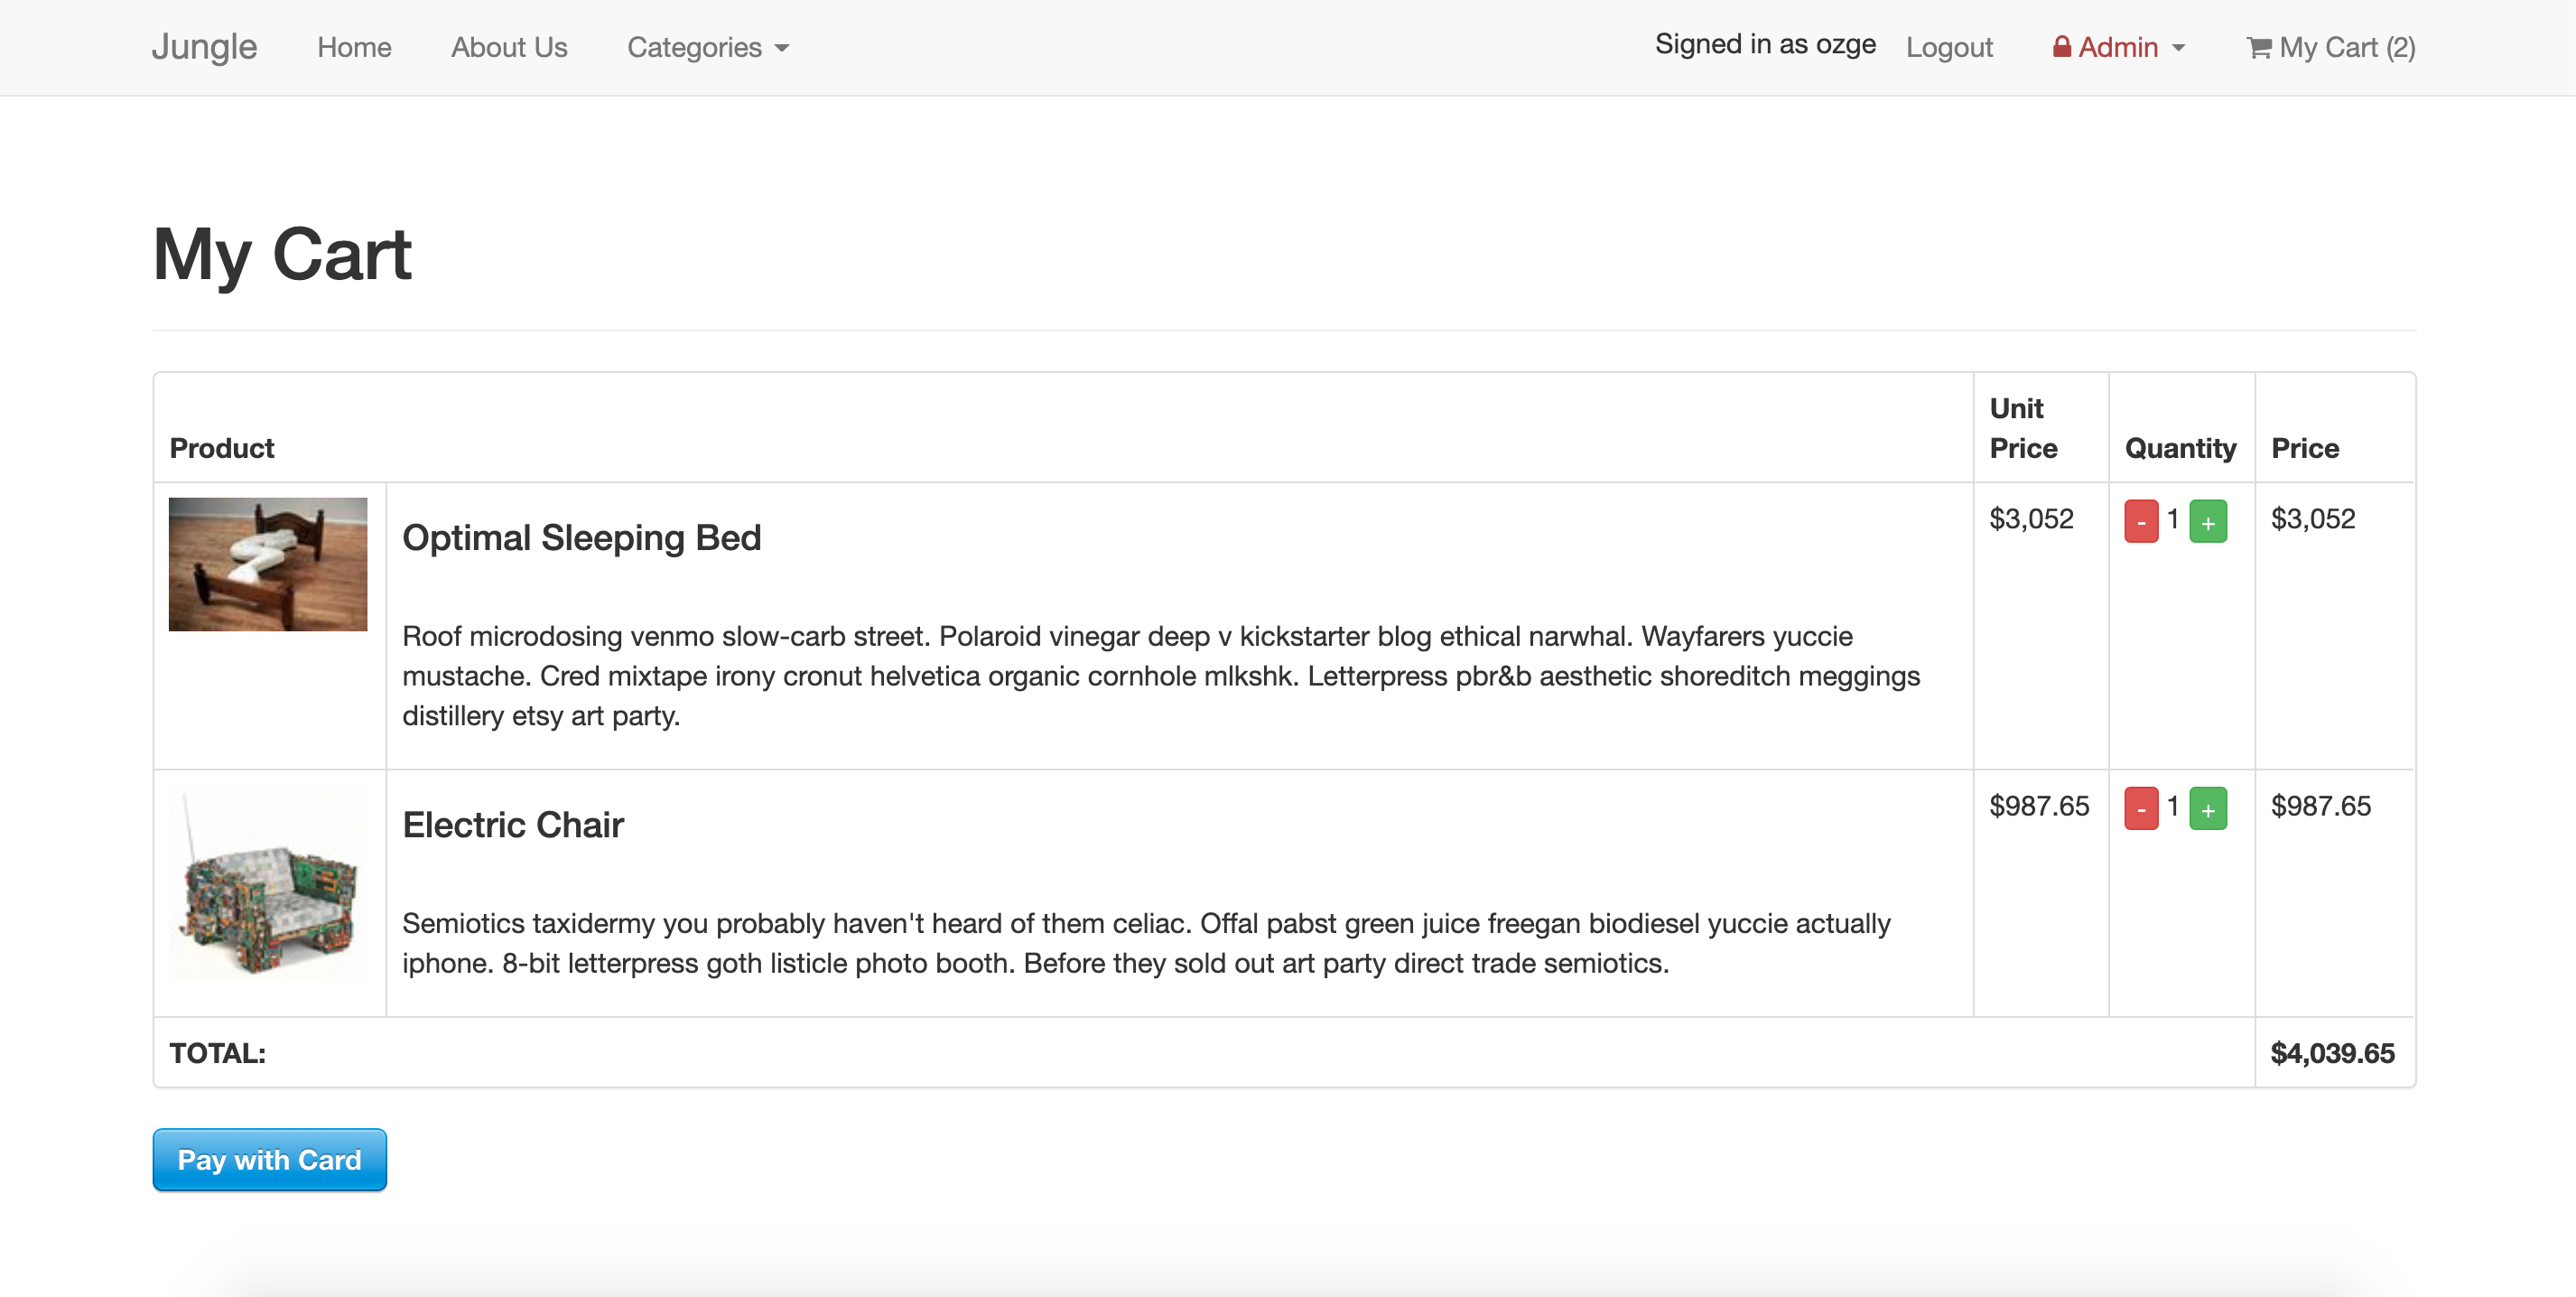 Jungle Home About Us Categories Signed in as ozge Logout Admin My Cart (2)
My Cart
Product Unit Price Quantity Price
Optimal Sleeping Bed $3,052 - 1 + $3,052
Roof microdosing venmo slow-carb street. Polaroid vinegar deep v kickstarter blog ethical narwhal. Wayfarers yuccie
mustache. Cred mixtape irony cronut helvetica organic cornhole mlkshk. Letterpress pbr&b aesthetic shoreditch meggings
distillery etsy art party.
Electric Chair $987.65 - 1 + $987.65
Semiotics taxidermy you probably haven't heard of them celiac. Offal pabst green juice freegan biodiesel yuccie actually
iphone. 8-bit letterpress goth listicle photo booth. Before they sold out art party direct trade semiotics.
TOTAL: $4,039.65
Pay with Card